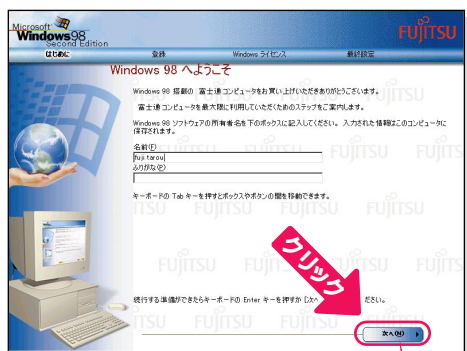 Microsoft
Windows98
Second Edition
FUJITSU
はじめに 登録 Windows ライセンス 最終設定
Windows 98 へようこそ
Windows 98 搭載の 富士通 コンピュータをお買い上げいただきありがとうございます。
富士通 コンピュータを最大限に利用していただくためのステップをご案内します。
Windows 98 ソフトウェアの所有者名を下のボックスに記入してください。 入力された情報はこのコンピュータに
保存されます。
名前(F)
fuji tarou
ふりがな(P)
キーボードの Tab キーを押すとボックスやボタンの間を移動できます。
クリック
続行する準備ができたらキーボードの Enter キーを押すか [次へ ださい。
次へ(N)